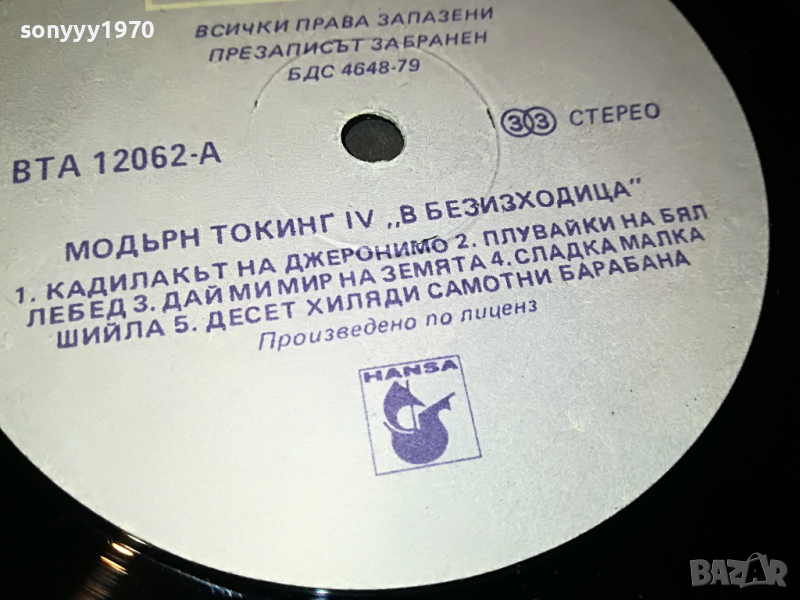 sonyyy1970
ВСИЧКИ ПРАВА ЗАПАЗЕНИ
ПРЕЗАПИСЪТ ЗАБРАНЕН
БДС 4648-79
33 СТЕРЕО
ВТА 12062-А
МОДЪРН ТОКИНГ IV „В БЕЗИЗХОДИЦА"
1. КАДИЛАКЪТ НА ДЖЕРОНИМО 2. ПЛУВАЙКИ НА БЯЛ
ЛЕБЕД 3. ДАЙ МИ МИР НА ЗЕМЯТА 4. СЛАДКА МАЛКА
ШИЙЛА 5. ДЕСЕТ ХИЛЯДИ САМОТНИ БАРАБАНА
Произведено по лиценз
HANSA
BAZAR